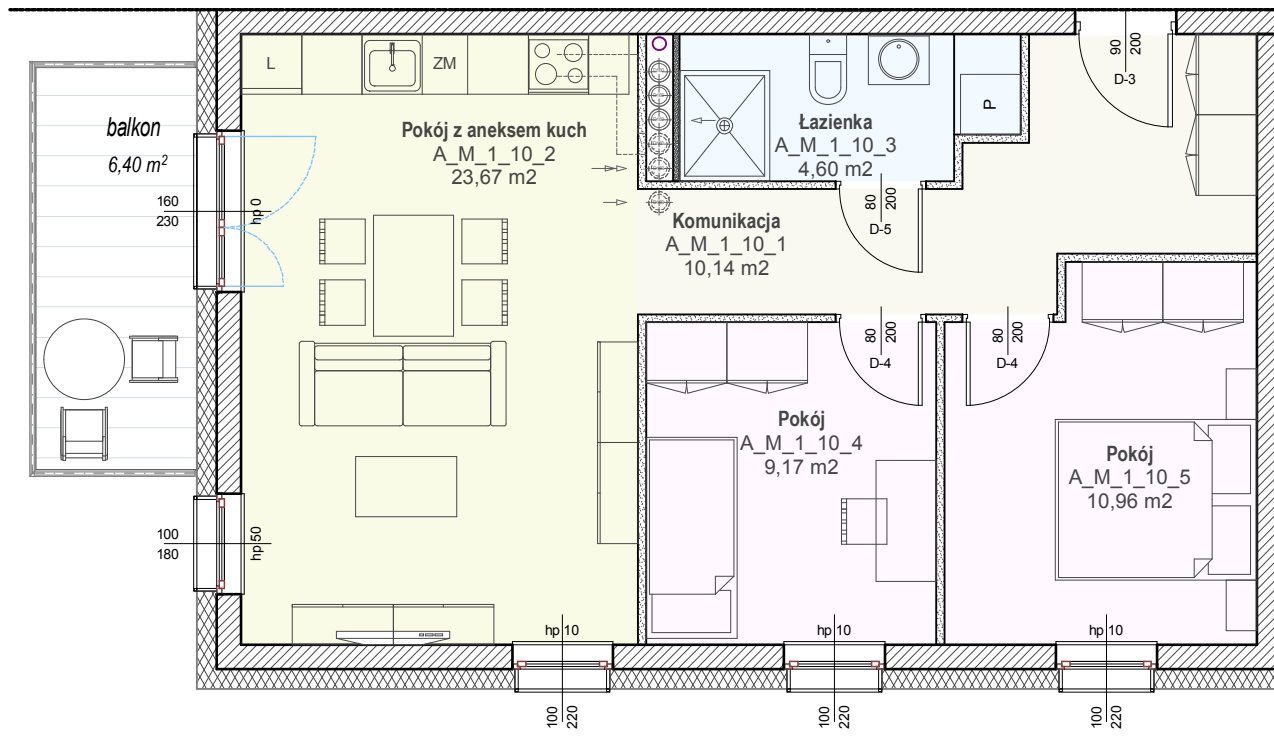 L
ZM
90
200
D-3
P
balkon
6,40 m²
Pokój z aneksem kuch
A_M_1_10_2
23,67 m2
Łazienka
A_M_1_10_3
4,60 m2
160
230
hp 0
80
200
D-5
Komunikacja
A_M_1_10_1
10,14 m2
80
200
D-4
80
200
D-4
Pokój
A_M_1_10_4
9,17 m2
Pokój
A_M_1_10_5
10,96 m2
100
180
hp 50
hp 10
hp 10
hp 10
100
220
100
220
100
220